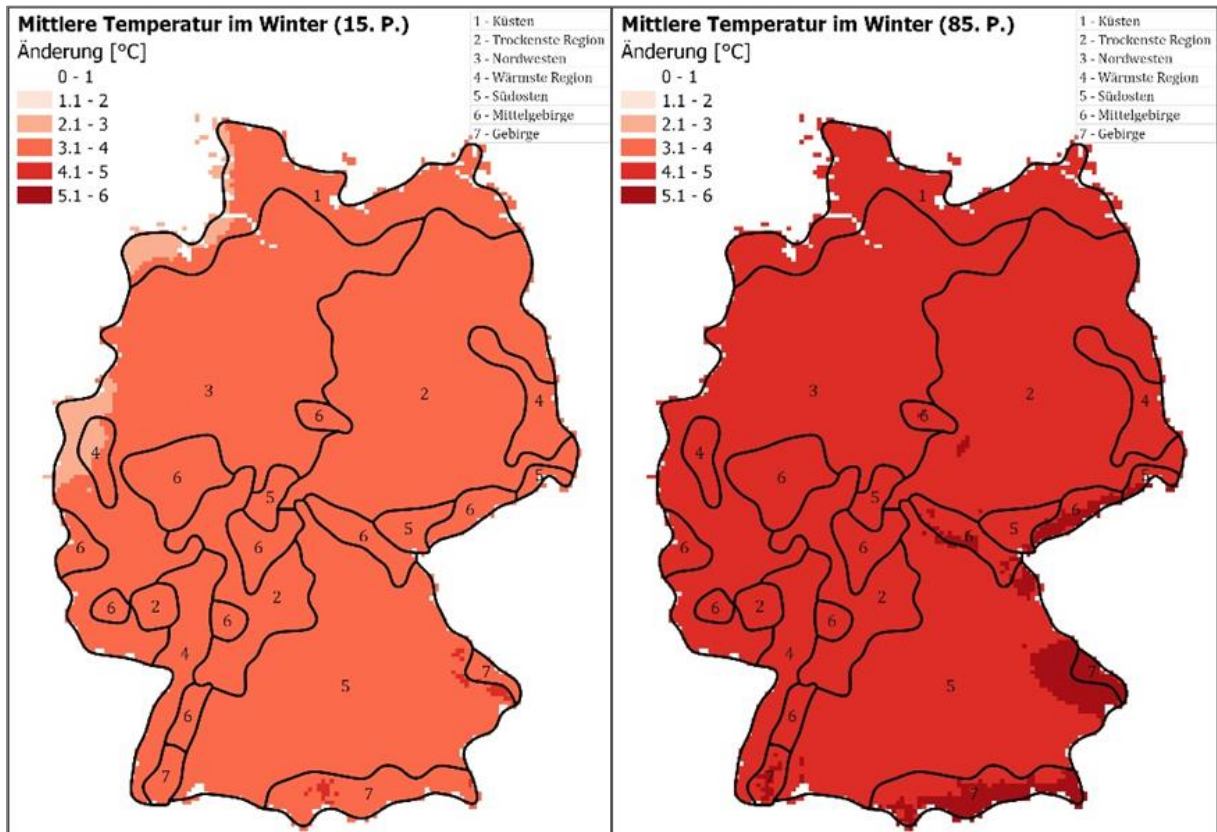 Mittlere Temperatur im Winter (15. P.)
Änderung [°C]
0 - 1
1.1 - 2
2.1 - 3
3.1 - 4
4.1 - 5
5.1 - 6
1 - Küsten
2 - Trockenste Region
3 - Nordwesten
4 - Wärmste Region
5 - Südosten
6 - Mittelgebirge
7 - Gebirge
1
3
2
6
4
4
6
5
5
6
5
6
6
6
2
6
2
6
4
7
5
6
7
7
Mittlere Temperatur im Winter (85. P.)
Änderung [°C]
0 - 1
1.1 - 2
2.1 - 3
3.1 - 4
4.1 - 5
5.1 - 6
1 - Küsten
2 - Trockenste Region
3 - Nordwesten
4 - Wärmste Region
5 - Südosten
6 - Mittelgebirge
7 - Gebirge
1
3
2
6
4
4
6
5
5
6
5
6
6
6
2
6
2
6
4
7
5
6
7
7